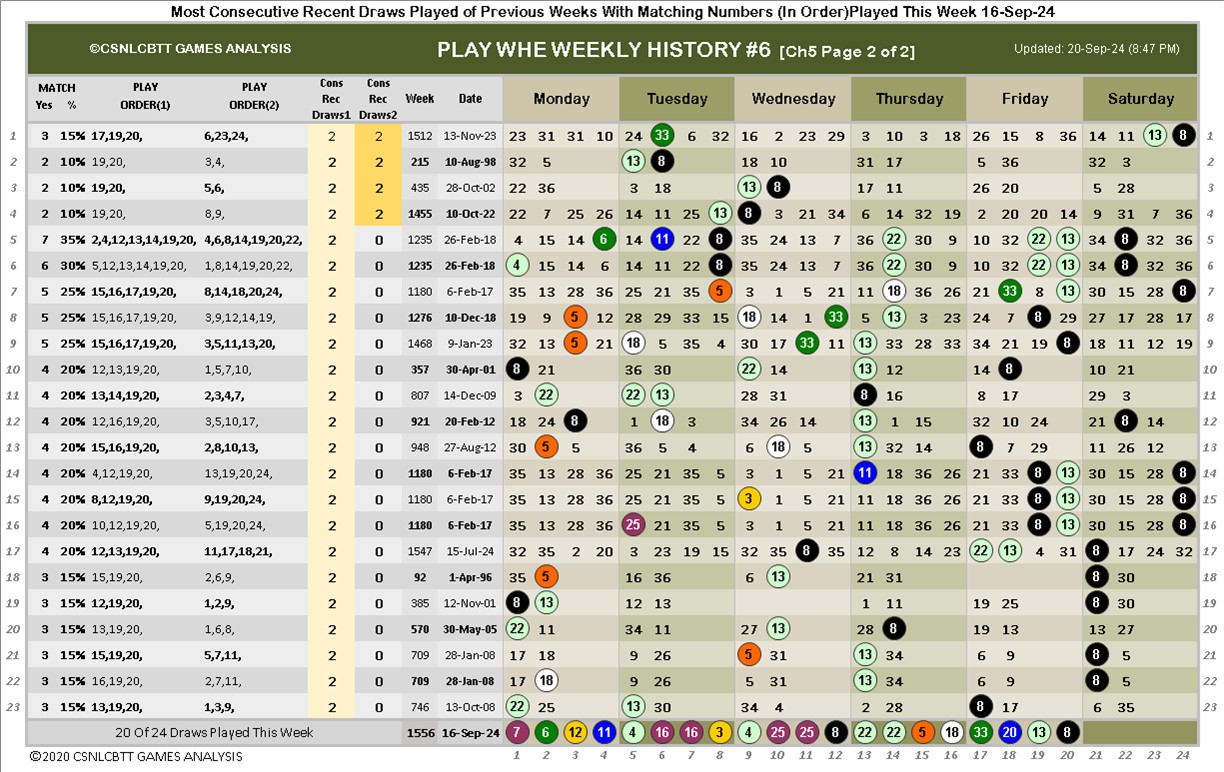 Most Consecutive Recent Draws Played of Previous Weeks With Matching Numbers (In Order)Played This Week 16-Sep-24
©CSNLCBTT GAMES ANALYSIS PLAY WHE WEEKLY HISTORY #6 [Ch5 Page 2 of 2] Updated: 20-Sep-24 (8:47 PM)
MATCH Yes % PLAY ORDER(1) PLAY ORDER(2) Cons Rec Draws1 Cons Rec Draws2 Week Date Monday Tuesday Wednesday Thursday Friday Saturday
1 3 15% 17,19,20, 6,23,24, 2 2 1512 13-Nov-23 23 31 31 10 24 33 6 32 16 2 23 29 3 10 3 18 26 15 8 36 14 11 13 8 1
2 2 10% 19,20, 3,4, 2 2 215 10-Aug-98 32 5 13 8 18 10 31 17 5 36 32 3 2
3 2 10% 19,20, 5,6, 2 2 435 28-Oct-02 22 36 3 18 13 8 17 11 26 20 5 28 3
4 2 10% 19,20, 8,9, 2 2 1455 10-Oct-22 22 7 25 26 14 11 25 13 8 3 21 34 6 14 32 19 2 20 20 14 9 31 7 36 4
5 7 35% 2,4,12,13,14,19,20, 4,6,8,14,19,20,22, 2 0 1235 26-Feb-18 4 15 14 6 14 11 22 8 35 24 13 7 36 22 30 9 10 32 22 13 34 8 32 36 5
6 6 30% 5,12,13,14,19,20, 1,8,14,19,20,22, 2 0 1235 26-Feb-18 4 15 14 6 14 11 22 8 35 24 13 7 36 22 30 9 10 32 22 13 34 8 32 36 6
7 5 25% 15,16,17,19,20, 8,14,18,20,24, 2 0 1180 6-Feb-17 35 13 28 36 25 21 35 5 3 1 5 21 11 18 36 26 21 33 8 13 30 15 28 8 7
8 5 25% 15,16,17,19,20, 3,9,12,14,19, 2 0 1276 10-Dec-18 19 9 5 12 28 29 33 15 18 14 1 33 5 13 3 23 24 7 8 29 27 17 28 17 8
9 5 25% 15,16,17,19,20, 3,5,11,13,20, 2 0 1468 9-Jan-23 32 13 5 21 18 5 35 4 30 17 33 11 13 33 28 33 34 21 19 8 18 11 12 19 9
10 4 20% 12,13,19,20, 1,5,7,10, 2 0 357 30-Apr-01 8 21 36 30 22 14 13 12 14 8 10 21 10
11 4 20% 13,14,19,20, 2,3,4,7, 2 0 807 14-Dec-09 3 22 22 13 28 31 8 16 8 17 29 3 11
12 4 20% 12,16,19,20, 3,5,10,17, 2 0 921 20-Feb-12 18 24 8 1 18 3 34 26 14 13 1 15 32 10 24 21 8 14 12
13 4 20% 15,16,19,20, 2,8,10,13, 2 0 948 27-Aug-12 30 5 5 36 5 4 6 18 5 13 32 14 8 7 29 11 26 12 13
14 4 20% 4,12,19,20, 13,19,20,24, 2 0 1180 6-Feb-17 35 13 28 36 25 21 35 5 3 1 5 21 11 18 36 26 21 33 8 13 30 15 28 8 14
15 4 20% 8,12,19,20, 9,19,20,24, 2 0 1180 6-Feb-17 35 13 28 36 25 21 35 5 3 1 5 21 11 18 36 26 21 33 8 13 30 15 28 8 15
16 4 20% 10,12,19,20, 5,19,20,24, 2 0 1180 6-Feb-17 35 13 28 36 25 21 35 5 3 1 5 21 11 18 36 26 21 33 8 13 30 15 28 8 16
17 4 20% 12,13,19,20, 11,17,18,21, 2 0 1547 15-Jul-24 32 35 2 20 3 23 19 15 32 35 8 35 12 8 14 23 22 13 4 31 8 17 24 32 17
18 3 15% 15,19,20, 2,6,9, 2 0 92 1-Apr-96 35 5 16 36 6 13 21 31 8 30 18
19 3 15% 12,19,20, 1,2,9, 2 0 385 12-Nov-01 8 13 12 13 1 11 19 25 8 30 19
20 3 15% 13,19,20, 1,6,8, 2 0 570 30-May-05 22 11 34 11 27 13 28 8 19 13 13 27 20
21 3 15% 15,19,20, 5,7,11, 2 0 709 28-Jan-08 17 18 9 26 5 31 13 34 6 9 8 5 21
22 3 15% 16,19,20, 2,7,11, 2 0 709 28-Jan-08 17 18 9 26 5 31 13 34 6 9 8 5 22
23 3 15% 13,19,20, 1,3,9, 2 0 746 13-Oct-08 22 25 13 30 34 4 2 28 8 17 6 35 23
20 Of 24 Draws Played This Week 1556 16-Sep-24 7 6 12 11 4 16 16 3 4 25 25 8 22 22 5 18 33 20 13 8
©2020 CSNLCBTT GAMES ANALYSIS 1 2 3 4 5 6 7 8 9 10 11 12 13 14 15 16 17 18 19 20 21 22 23 24